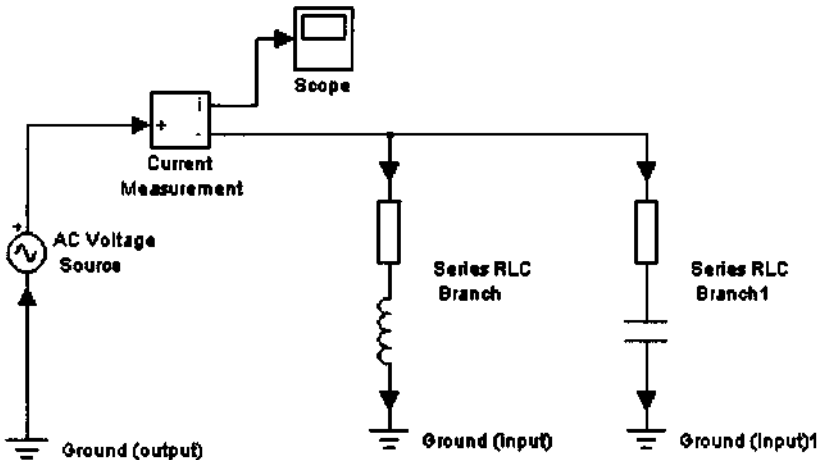 Scope
i
+
-
Current
Measurement
+
AC Voltage
Source
Series RLC
Branch
Series RLC
Branch1
Ground (output)
Ground (input)
Ground (input)1